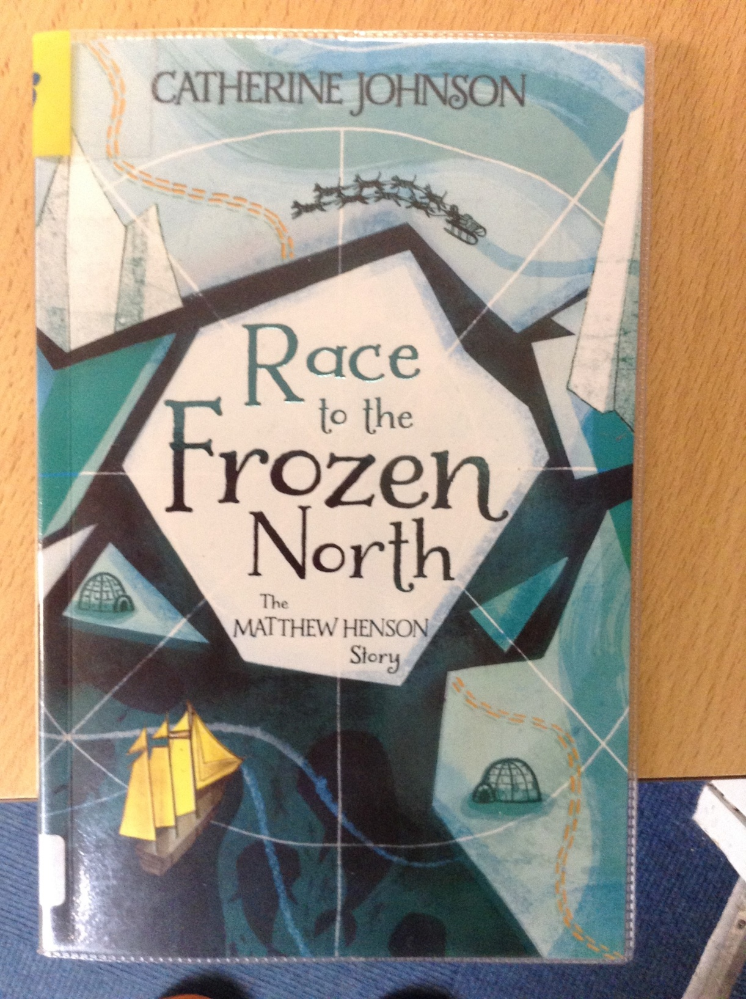 CATHERINE JOHNSON
Race
to the
Frozen
North
The
MATTHEW HENSON
Story